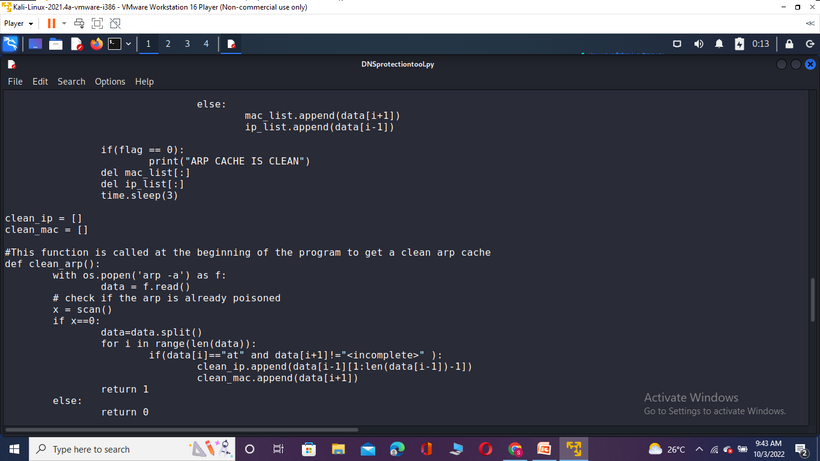 Kali-Linux-2021.4a-vmware-i386 - VMware Workstation 16 Player (Non-commercial use only)
Player
1 2 3 4
0:13
DNSprotectiontool.py
File Edit Search Options Help
else:
mac_list.append(data[i+1])
ip_list.append(data[i-1])
if(flag == 0):
print("ARP CACHE IS CLEAN")
del mac_list[:]
del ip_list[:]
time.sleep(3)
clean_ip = []
clean_mac = []
#This function is called at the beginning of the program to get a clean arp cache
def clean_arp():
with os.popen('arp -a') as f:
data = f.read()
# check if the arp is already poisoned
x = scan()
if x==0:
data=data.split()
for i in range(len(data)):
if(data[i]=="at" and data[i+1]!="<incomplete>" ):
clean_ip.append(data[i-1][1:len(data[i-1])-1])
clean_mac.append(data[i+1])
return 1
else:
return 0
Activate Windows
Go to Settings to activate Windows.
Type here to search
26°C
9:43 AM
10/3/2022
2